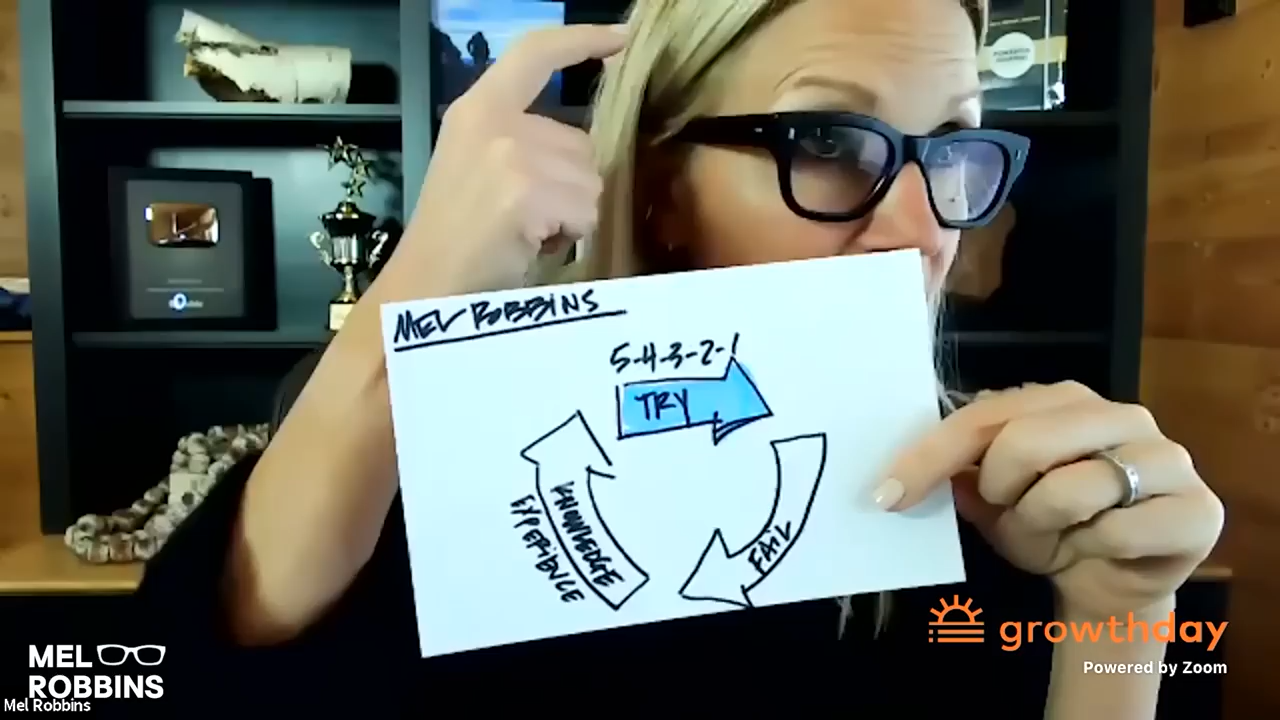 MEL ROBBINS
5-4-3-2-1
TRY
FAIL
KNOWLEDGE
EXPERIENCE
growthday
Powered by Zoom
MEL
ROBBINS
Mel Robbins